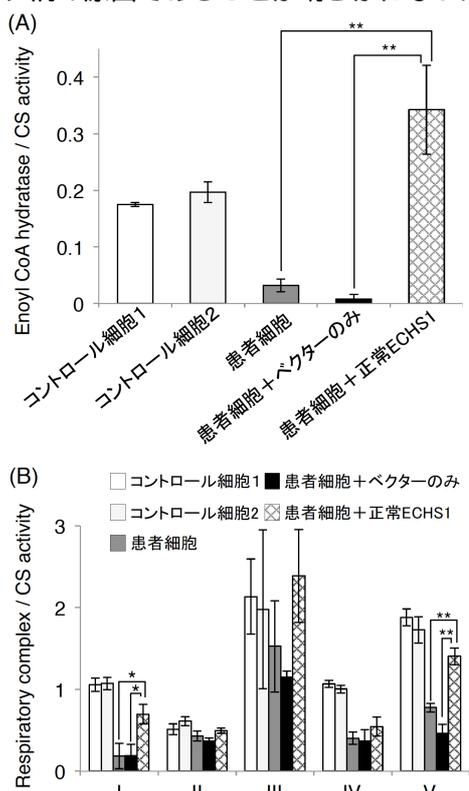 (A)
**
**
Enoyl CoA hydratase / CS activity
0.4
0.3
0.2
0.1
0
コントロール細胞1
コントロール細胞2
患者細胞
患者細胞＋ベクターのみ
患者細胞＋正常ECHS1
(B)
コントロール細胞1 患者細胞＋ベクターのみ
コントロール細胞2 患者細胞＋正常ECHS1
患者細胞
Respiratory complex / CS activity
3
2
1
0
*
*
**
**
I II III IV V